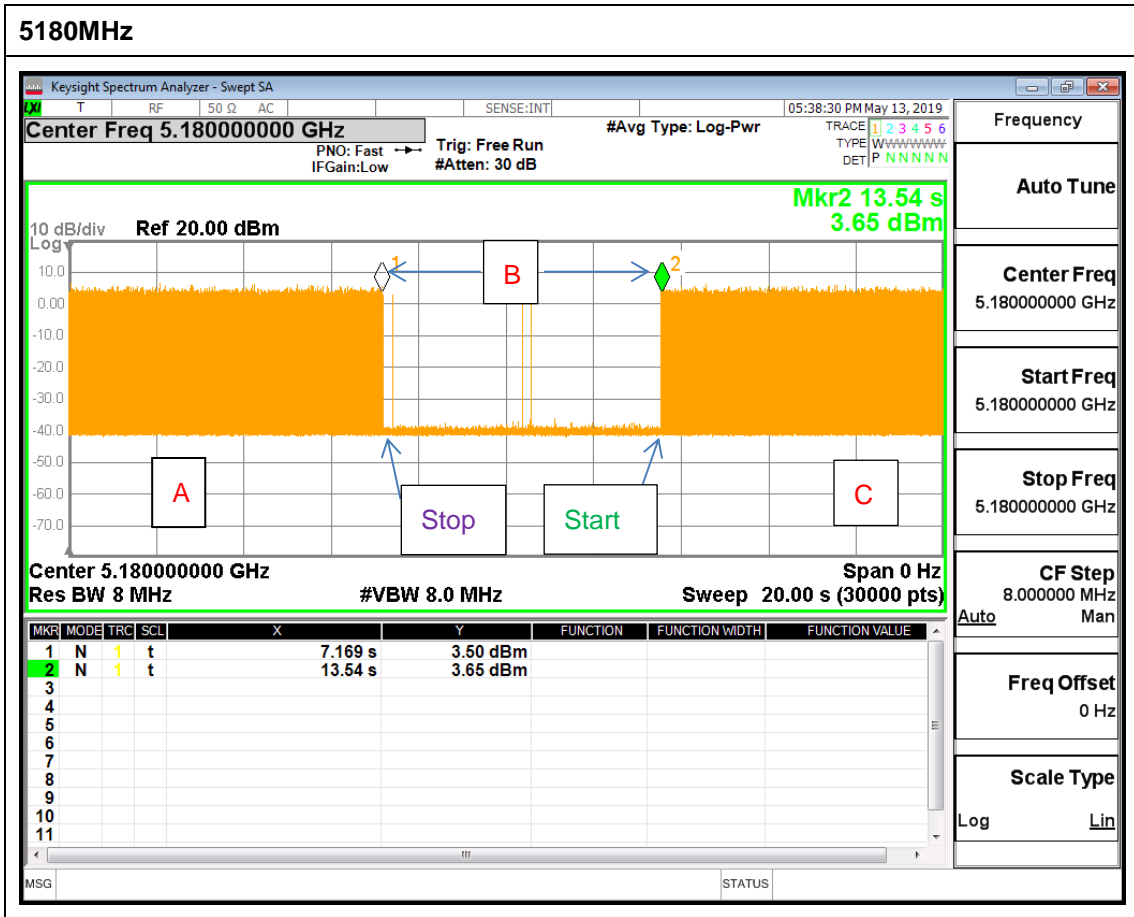 5180MHz
Keysight Spectrum Analyzer - Swept SA
LXI T RF 50 Ω AC SENSE:INT 05:38:30 PM May 13, 2019
Center Freq 5.180000000 GHz
PNO: Fast
IFGain:Low
Trig: Free Run
#Atten: 30 dB
#Avg Type: Log-Pwr
TRACE 1 2 3 4 5 6
TYPE WWWWWWW
DET P N N N N N
Mkr2 13.54 s
3.65 dBm
10 dB/div Ref 20.00 dBm
Log
10.0
0.00
-10.0
-20.0
-30.0
-40.0
-50.0
-60.0
-70.0
1
2
B
A
C
Stop
Start
Center 5.180000000 GHz Span 0 Hz
Res BW 8 MHz #VBW 8.0 MHz Sweep 20.00 s (30000 pts)
MKR MODE TRC SCL X Y FUNCTION FUNCTION WIDTH FUNCTION VALUE
1 N 1 t 7.169 s 3.50 dBm
2 N 1 t 13.54 s 3.65 dBm
3
4
5
6
7
8
9
10
11
MSG STATUS
Frequency
Auto Tune
Center Freq
5.180000000 GHz
Start Freq
5.180000000 GHz
Stop Freq
5.180000000 GHz
CF Step
8.000000 MHz
Auto Man
Freq Offset
0 Hz
Scale Type
Log Lin